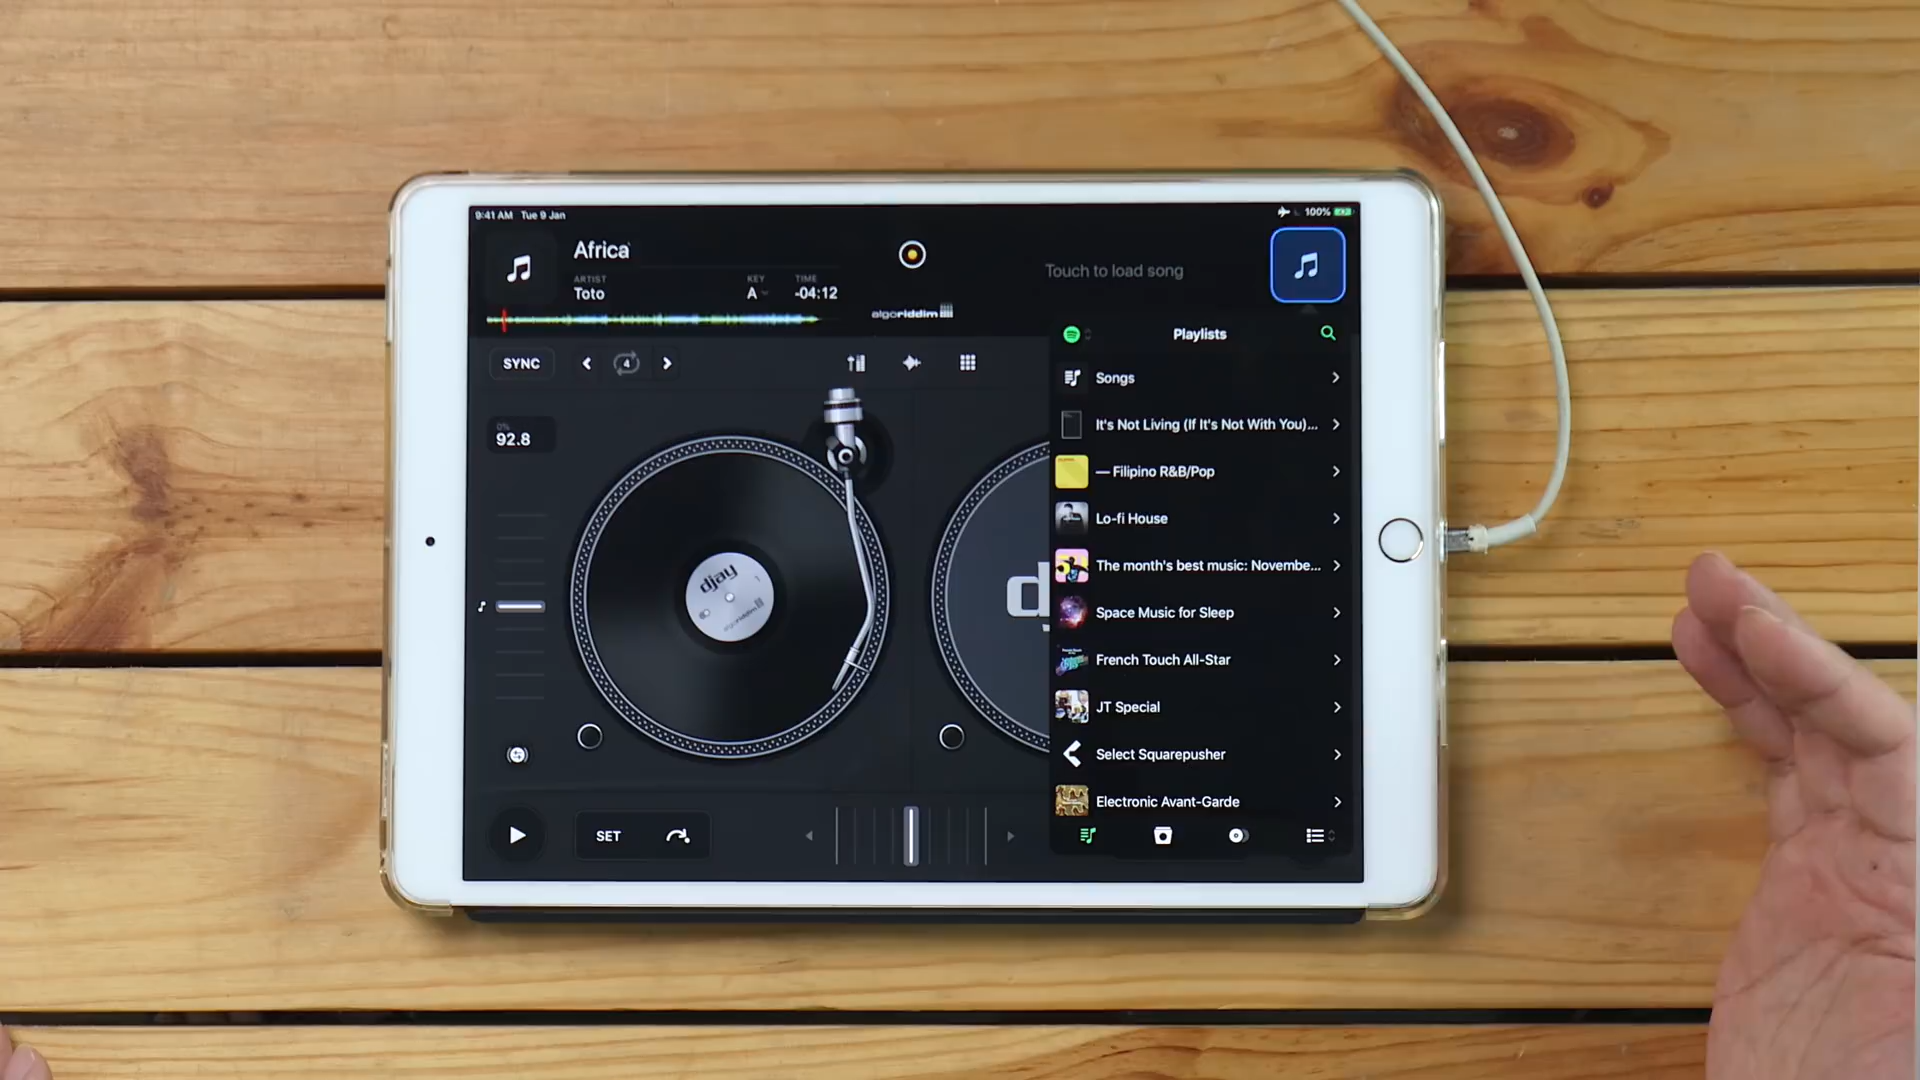 9:41 AM Tue 9 Jan
100%
Africa
ARTIST
Toto
KEY
A
TIME
-04:12
algoriddim
Touch to load song
SYNC
4
0%
92.8
djay
algoriddim
SET
dj
Playlists
Songs
It's Not Living (If It's Not With You)...
— Filipino R&B/Pop
Lo-fi House
The month's best music: Novembe...
Space Music for Sleep
French Touch All-Star
JT Special
Select Squarepusher
Electronic Avant-Garde